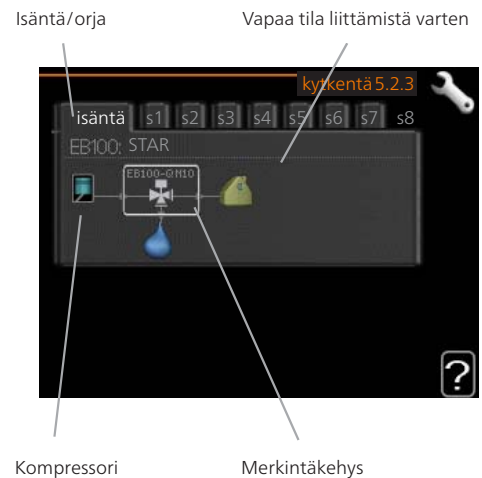 Isäntä/orja
Vapaa tila liittämistä varten
kytkentä 5.2.3
isäntä s1 s2 s3 s4 s5 s6 s7 s8
EB100: STAR
EB100-QN10
?
Kompressori
Merkintäkehys